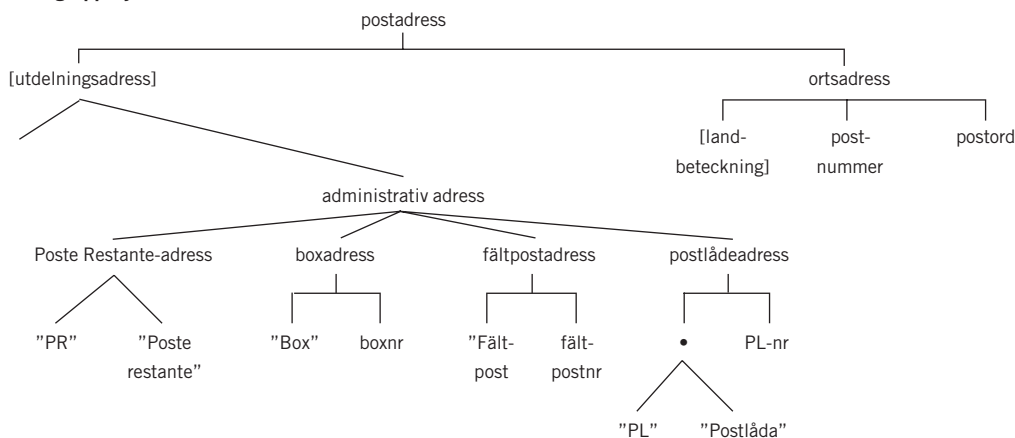 postadress
[utdelningsadress] ortsadress
[land- post- postord
beteckning] nummer
administrativ adress
Poste Restante-adress boxadress fältpostadress postlådeadress
”PR” ”Poste ”Box” boxnr ”Fält- fält- • PL-nr
restante” post postnr
”PL” ”Postlåda”